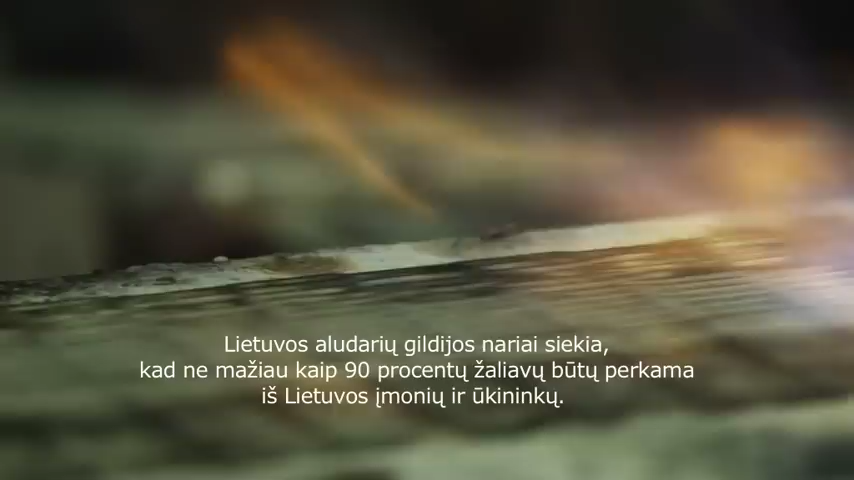 Lietuvos aludarių gildijos nariai siekia,
kad ne mažiau kaip 90 procentų žaliavų būtų perkama
iš Lietuvos įmonių ir ūkininkų.